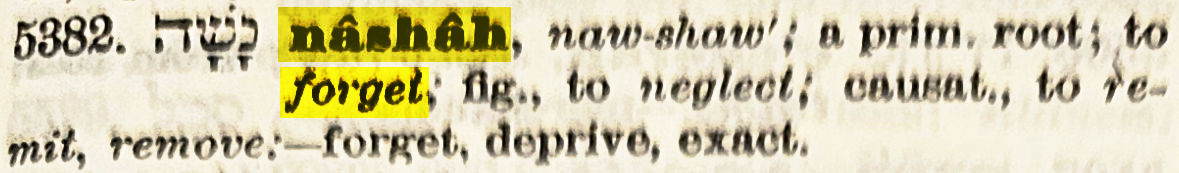 5382. נָשָׁה nâshâh, naw-shaw'; a prim. root; to
forget; fig., to neglect; causat., to re-
mit, remove:—forget, deprive, exact.